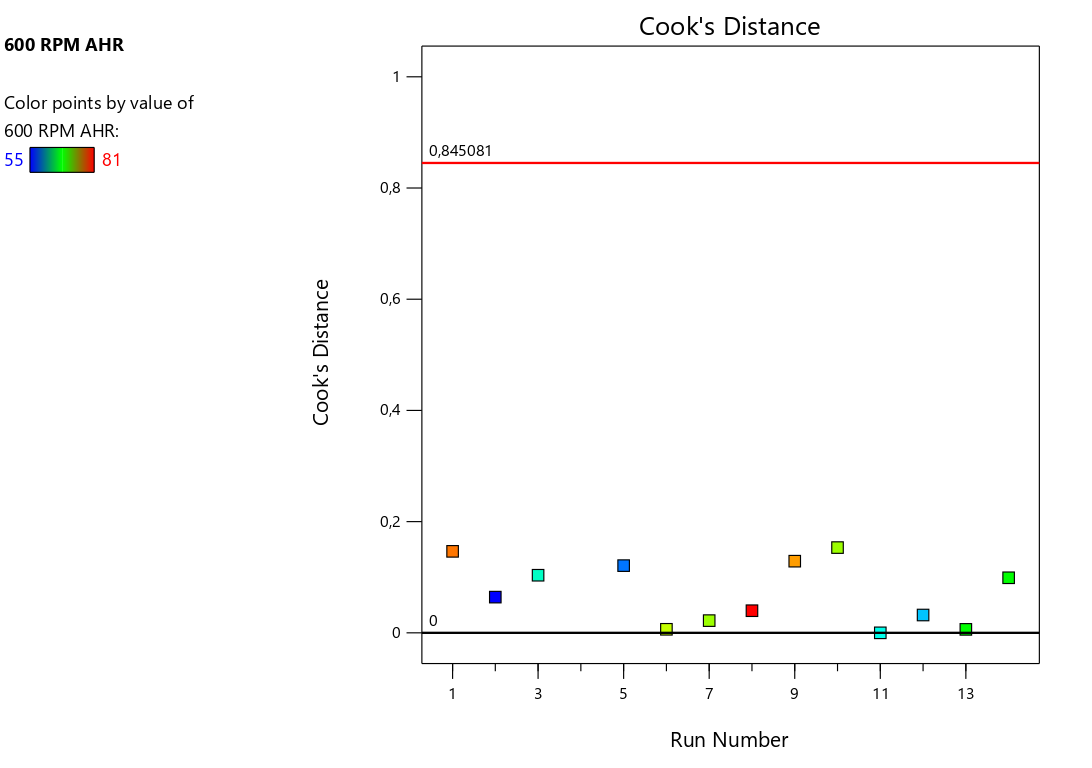 600 RPM AHR
Color points by value of
600 RPM AHR:
55 81
Cook's Distance
Cook's Distance
1
0,8
0,6
0,4
0,2
0
0,845081
0
1 3 5 7 9 11 13
Run Number